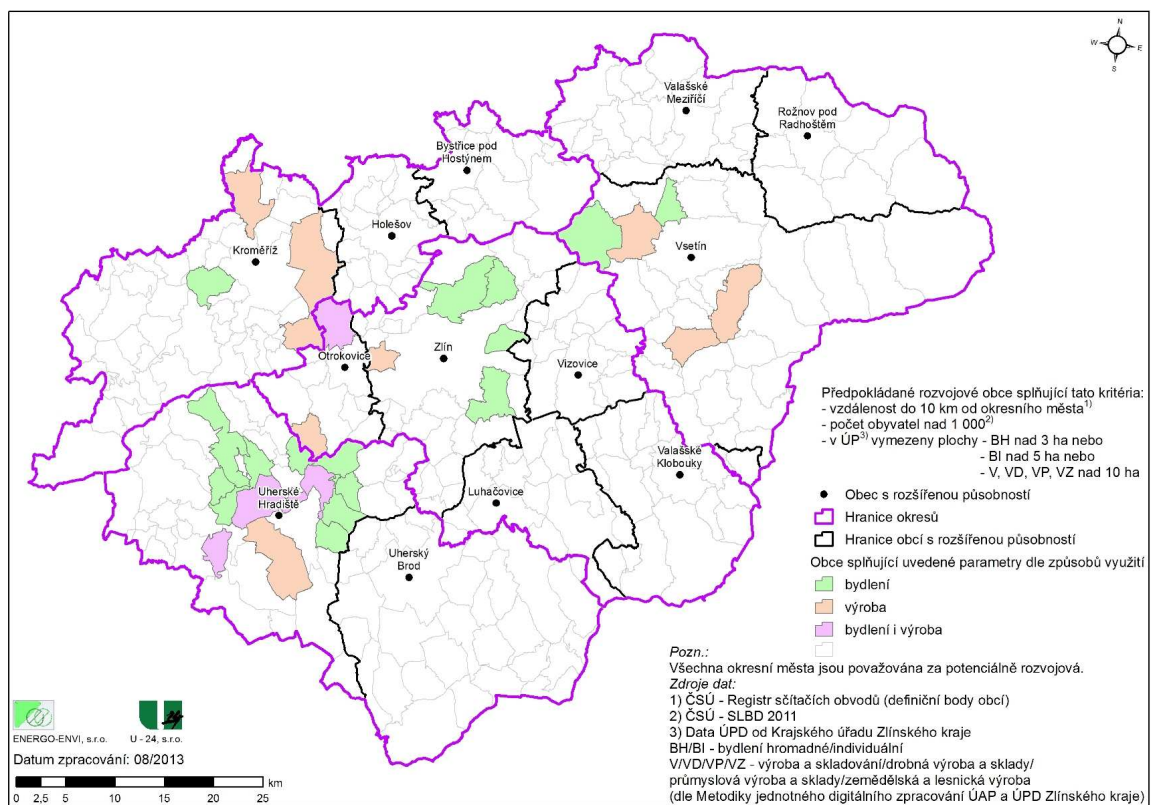 N
W
E
S
Valašské
Meziříčí
Rožnov pod
Radhoštěm
Bystřice pod
Hostýnem
Holešov
Kroměříž
Vsetín
Otrokovice
Zlín
Vizovice
Valašské
Klobouky
Uherské
Hradiště
Luhačovice
Uherský
Brod
Předpokládané rozvojové obce splňující tato kritéria:
- vzdálenost do 10 km od okresního města1)
- počet obyvatel nad 1 0002)
- v ÚP3) vymezeny plochy - BH nad 3 ha nebo
- BI nad 5 ha nebo
- V, VD, VP, VZ nad 10 ha
Obec s rozšířenou působností
Hranice okresů
Hranice obcí s rozšířenou působností
Obce splňující uvedené parametry dle způsobů využití
bydlení
výroba
bydlení i výroba
Pozn.:
Všechna okresní města jsou považována za potenciálně rozvojová.
Zdroje dat:
1) ČSÚ - Registr sčítačích obvodů (definiční body obcí)
2) ČSÚ - SLBD 2011
3) Data ÚPD od Krajského úřadu Zlínského kraje
BH/BI - bydlení hromadné/individuální
V/VD/VP/VZ - výroba a skladování/drobná výroba a sklady/
průmyslová výroba a sklady/zemědělská a lesnická výroba
(dle Metodiky jednotného digitálního zpracování ÚAP a ÚPD Zlínského kraje)
ENERGO-ENVI, s.r.o. U - 24, s.r.o.
Datum zpracování: 08/2013
km
0 2,5 5 10 15 20 25